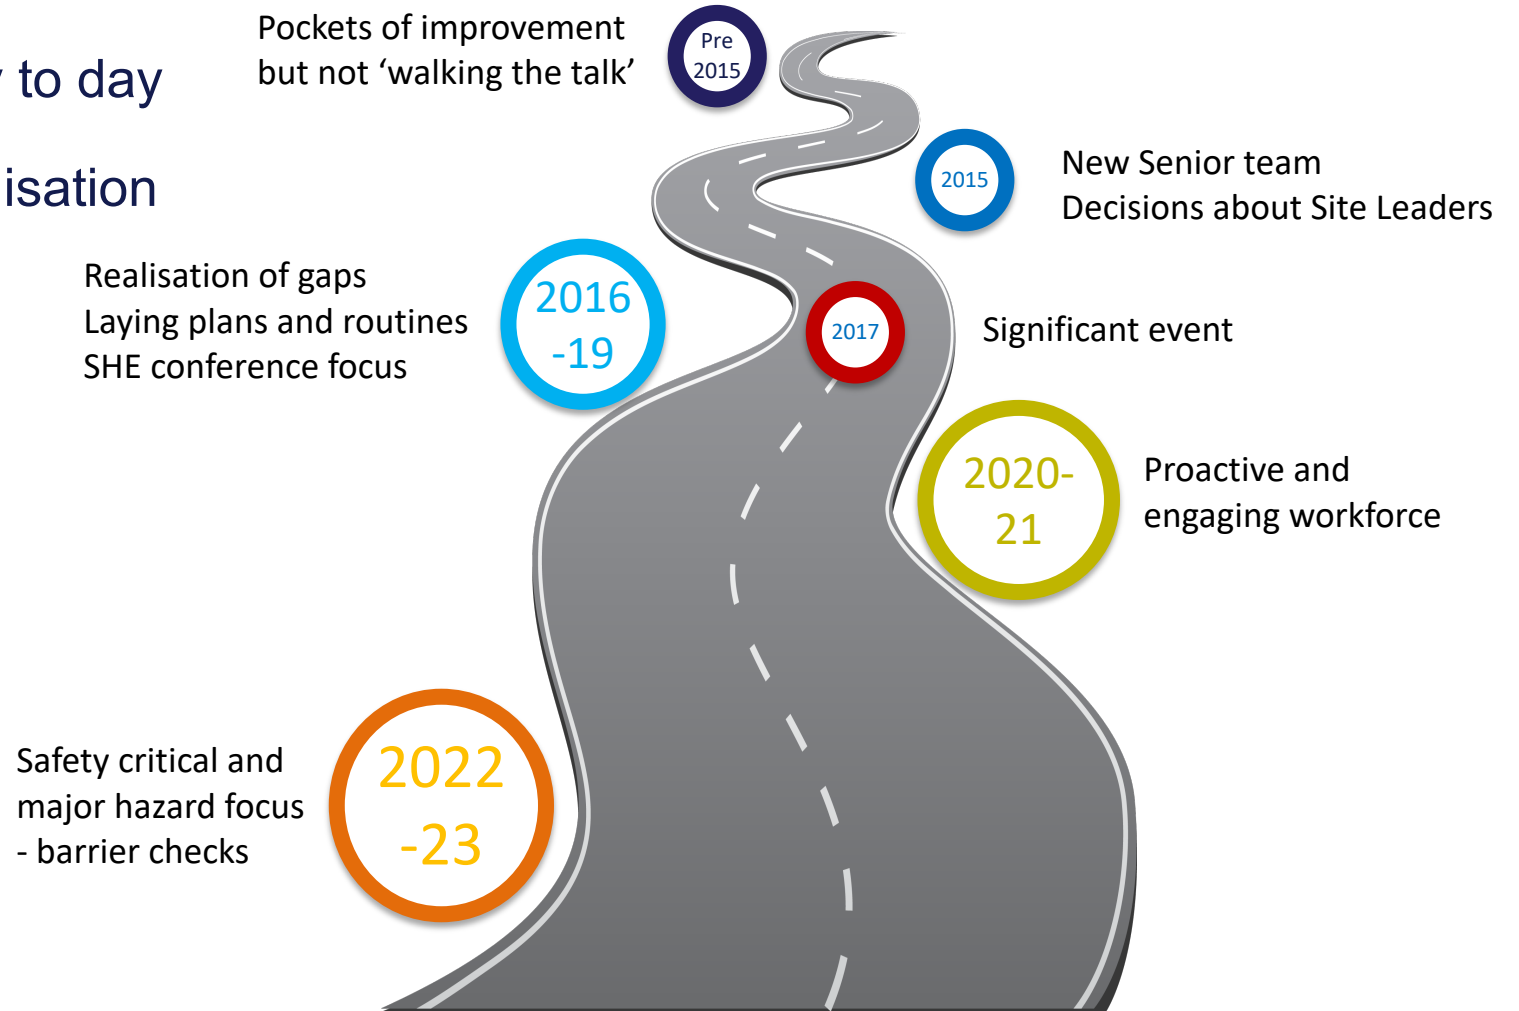 Pockets of improvement
but not ‘walking the talk’
Pre
2015
to day
isation
2015
New Senior team
Decisions about Site Leaders
Realisation of gaps
Laying plans and routines
SHE conference focus
2016
-19
2017
Significant event
2020-
21
Proactive and
engaging workforce
Safety critical and
major hazard focus
- barrier checks
2022
-23